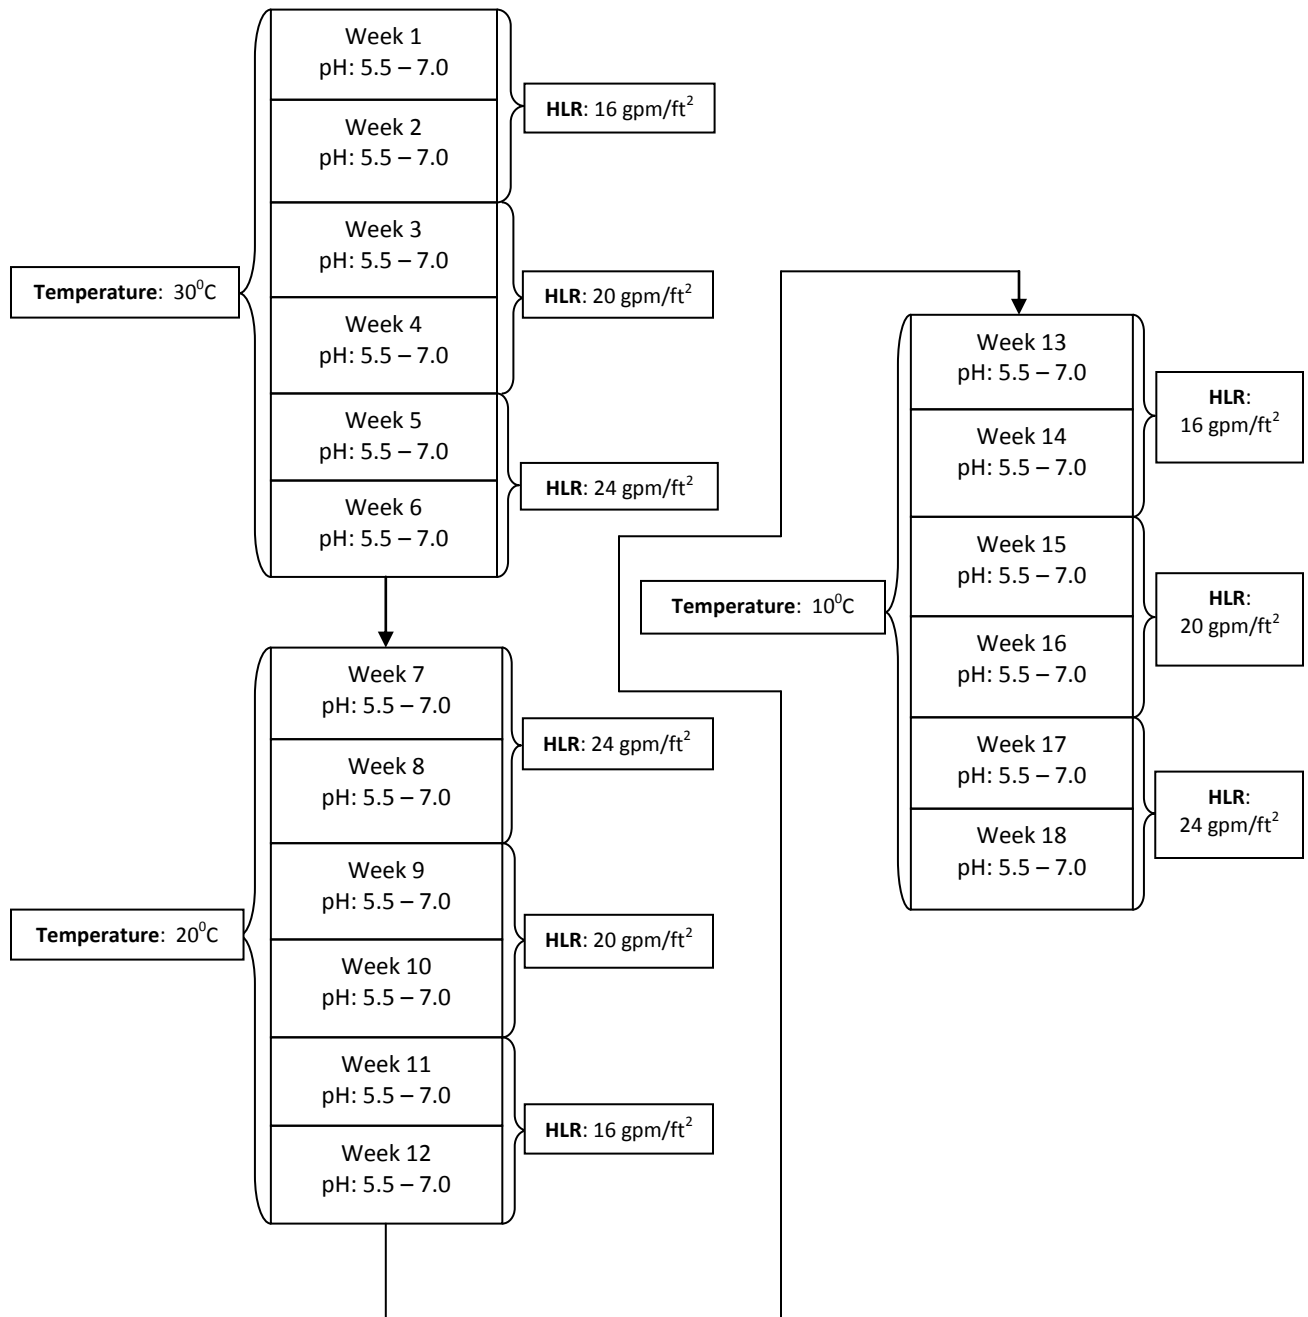 Week 1
pH: 5.5 – 7.0
Week 2
pH: 5.5 – 7.0
HLR: 16 gpm/ft²
Week 3
pH: 5.5 – 7.0
Week 4
pH: 5.5 – 7.0
HLR: 20 gpm/ft²
Temperature: 30⁰C
Week 5
pH: 5.5 – 7.0
Week 6
pH: 5.5 – 7.0
HLR: 24 gpm/ft²
Week 7
pH: 5.5 – 7.0
Week 8
pH: 5.5 – 7.0
HLR: 24 gpm/ft²
Week 9
pH: 5.5 – 7.0
Week 10
pH: 5.5 – 7.0
HLR: 20 gpm/ft²
Temperature: 20⁰C
Week 11
pH: 5.5 – 7.0
Week 12
pH: 5.5 – 7.0
HLR: 16 gpm/ft²
Week 13
pH: 5.5 – 7.0
Week 14
pH: 5.5 – 7.0
HLR:
16 gpm/ft²
Week 15
pH: 5.5 – 7.0
Week 16
pH: 5.5 – 7.0
HLR:
20 gpm/ft²
Temperature: 10⁰C
Week 17
pH: 5.5 – 7.0
Week 18
pH: 5.5 – 7.0
HLR:
24 gpm/ft²